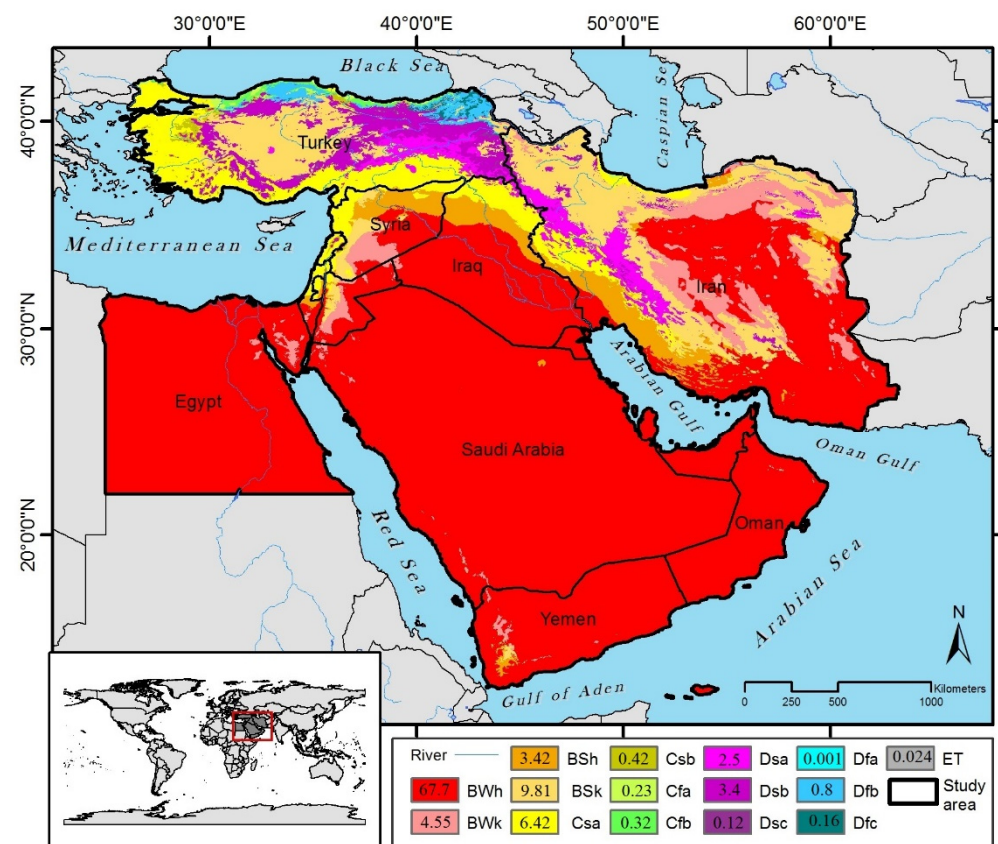 30°0'0"E 40°0'0"E 50°0'0"E 60°0'0"E
40°0'0"N
30°0'0"N
20°0'0"N
Black Sea
Caspian Se
Turkey
Mediterranean Sea
Syria
Iraq
Iran
Egypt
Arabian Gulf
Saudi Arabia
Oman Gulf
Red Sea
Oman
Arabian Sea
Yemen
Gulf of Aden
N
Kilometers
0 250 500 1000
River 3.42 BSh 0.42 Csb 2.5 Dsa 0.001 Dfa 0.024 ET
67.7 BWh 9.81 BSk 0.23 Cfa 3.4 Dsb 0.8 Dfb Study area
4.55 BWk 6.42 Csa 0.32 Cfb 0.12 Dsc 0.16 Dfc